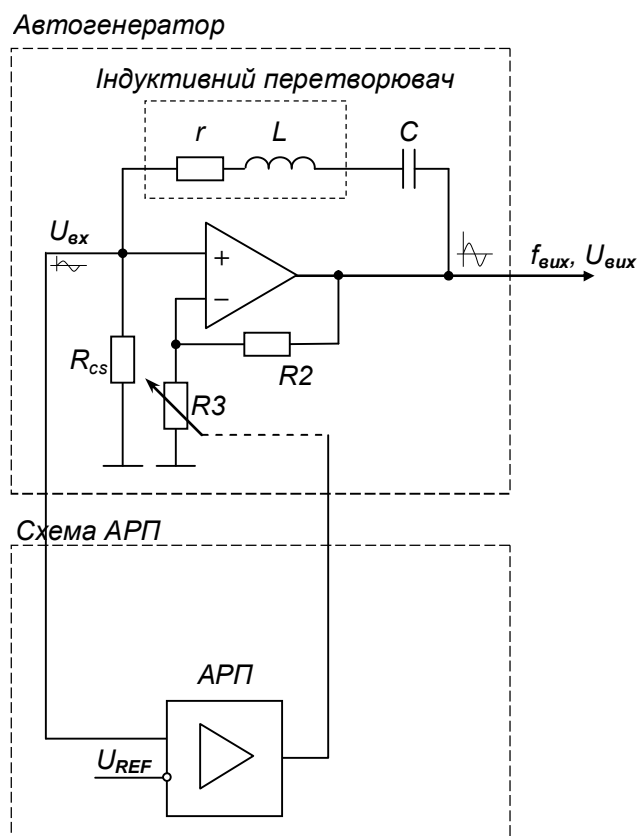 Автогенератор
Індуктивний перетворювач
r
L
C
Uвх
+
−
fвих, Uвих
Rcs
R2
R3
Схема АРП
АРП
UREF